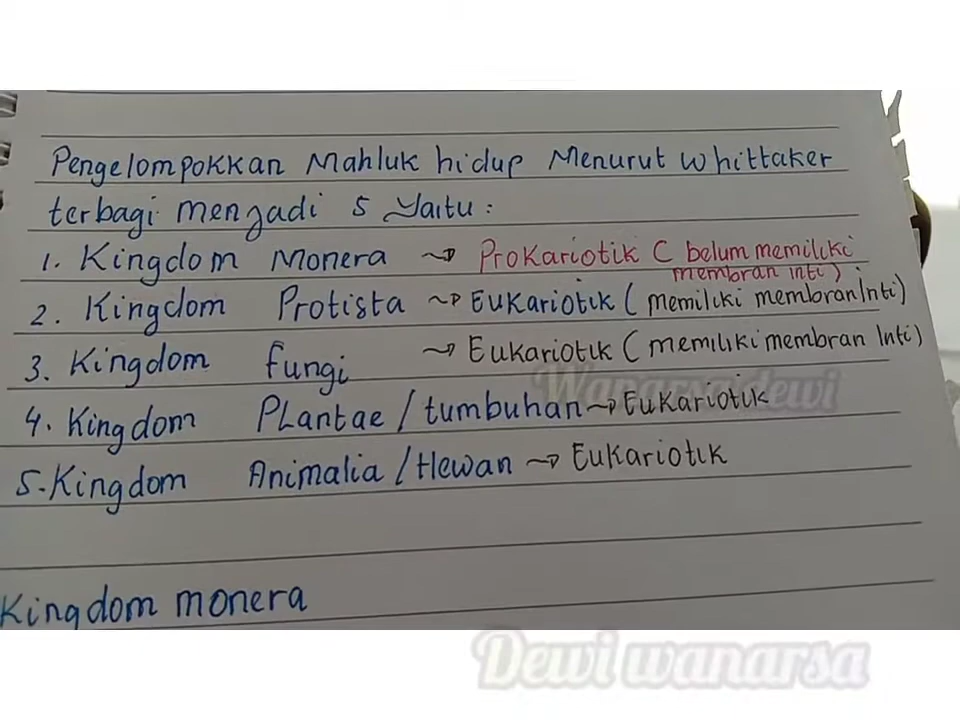 Pengelompokkan Mahluk hidup Menurut Whittaker
terbagi menjadi 5 Yaitu :
1. Kingdom Monera ~> Prokariotik ( belum memiliki
membran inti )
2. Kingdom Protista ~> Eukariotik ( memiliki membran Inti)
3. Kingdom fungi ~> Eukariotik ( memiliki membran Inti)
Wanarsa dewi
4. Kingdom PLantae / tumbuhan ~> Eukariotik
5. Kingdom Animalia / Hewan ~> Eukariotik
Kingdom monera
Dewi wanarsa